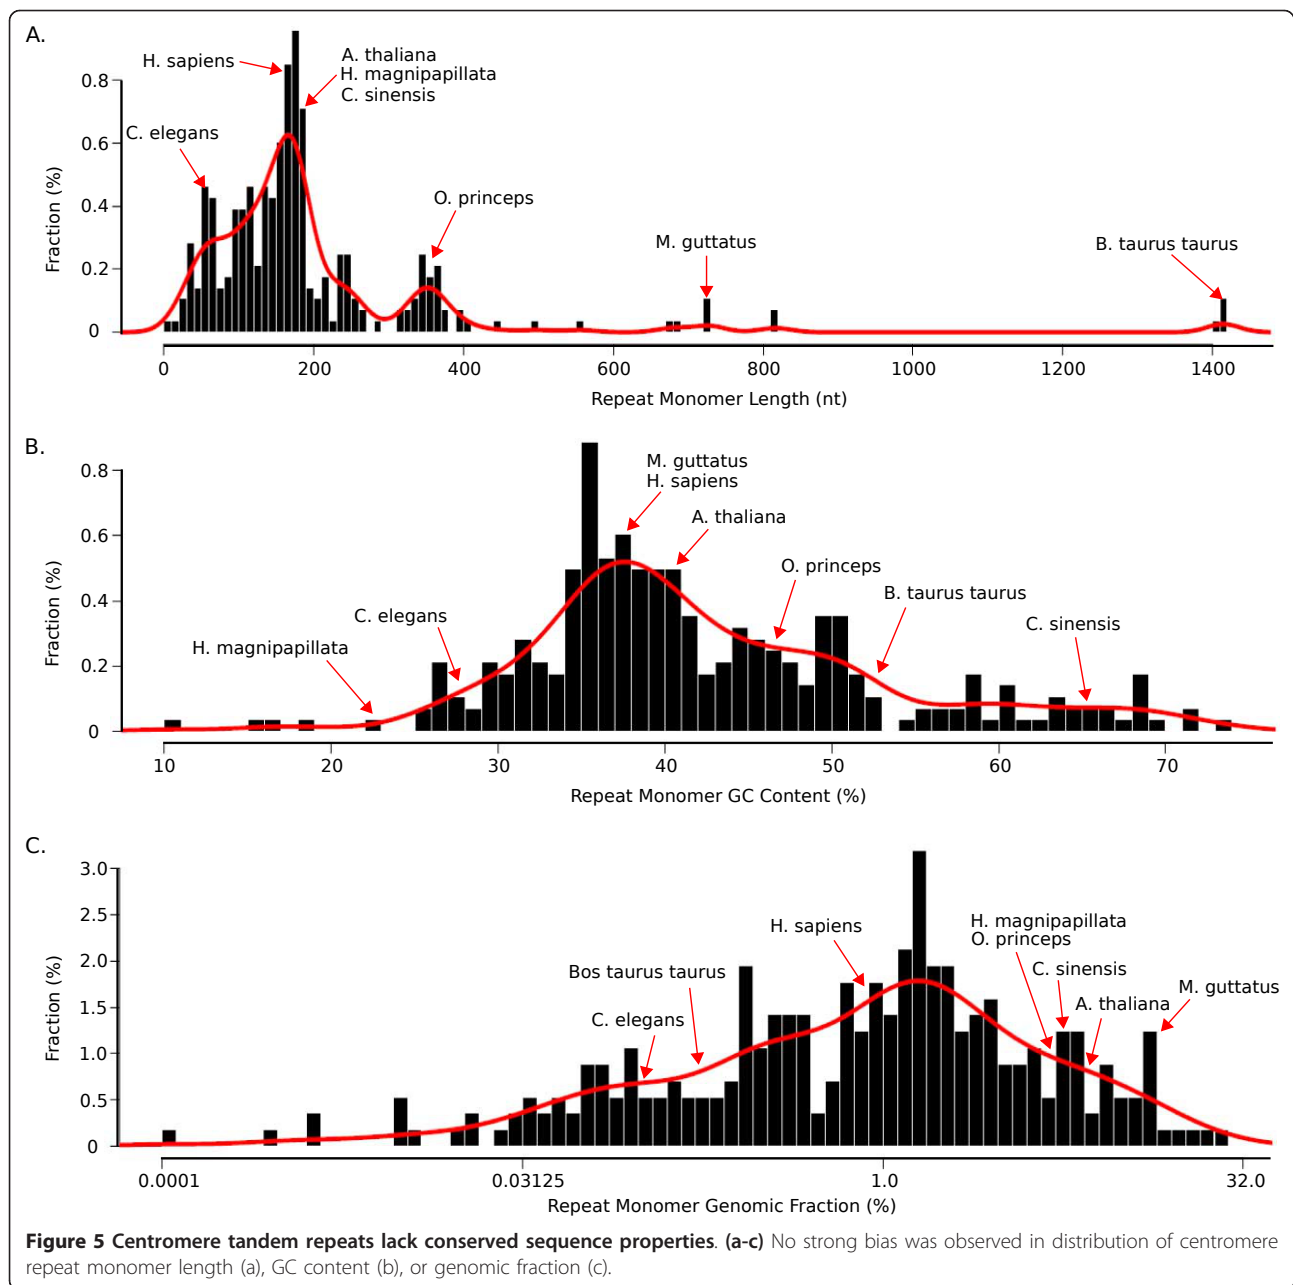 A.
H. sapiens
A. thaliana
H. magnipapillata
C. sinensis
C. elegans
O. princeps
M. guttatus
B. taurus taurus
Fraction (%)
0.8
0.6
0.4
0.2
0
0 200 400 600 800 1000 1200 1400
Repeat Monomer Length (nt)
B.
M. guttatus
H. sapiens
A. thaliana
O. princeps
B. taurus taurus
C. elegans
C. sinensis
H. magnipapillata
Fraction (%)
0.8
0.6
0.4
0.2
0
10 20 30 40 50 60 70
Repeat Monomer GC Content (%)
C.
H. sapiens
H. magnipapillata
O. princeps
Bos taurus taurus
C. sinensis
M. guttatus
A. thaliana
C. elegans
Fraction (%)
3.0
2.5
2.0
1.5
1.0
0.5
0
0.0001 0.03125 1.0 32.0
Repeat Monomer Genomic Fraction (%)
Figure 5 Centromere tandem repeats lack conserved sequence properties. (a-c) No strong bias was observed in distribution of centromere
repeat monomer length (a), GC content (b), or genomic fraction (c).